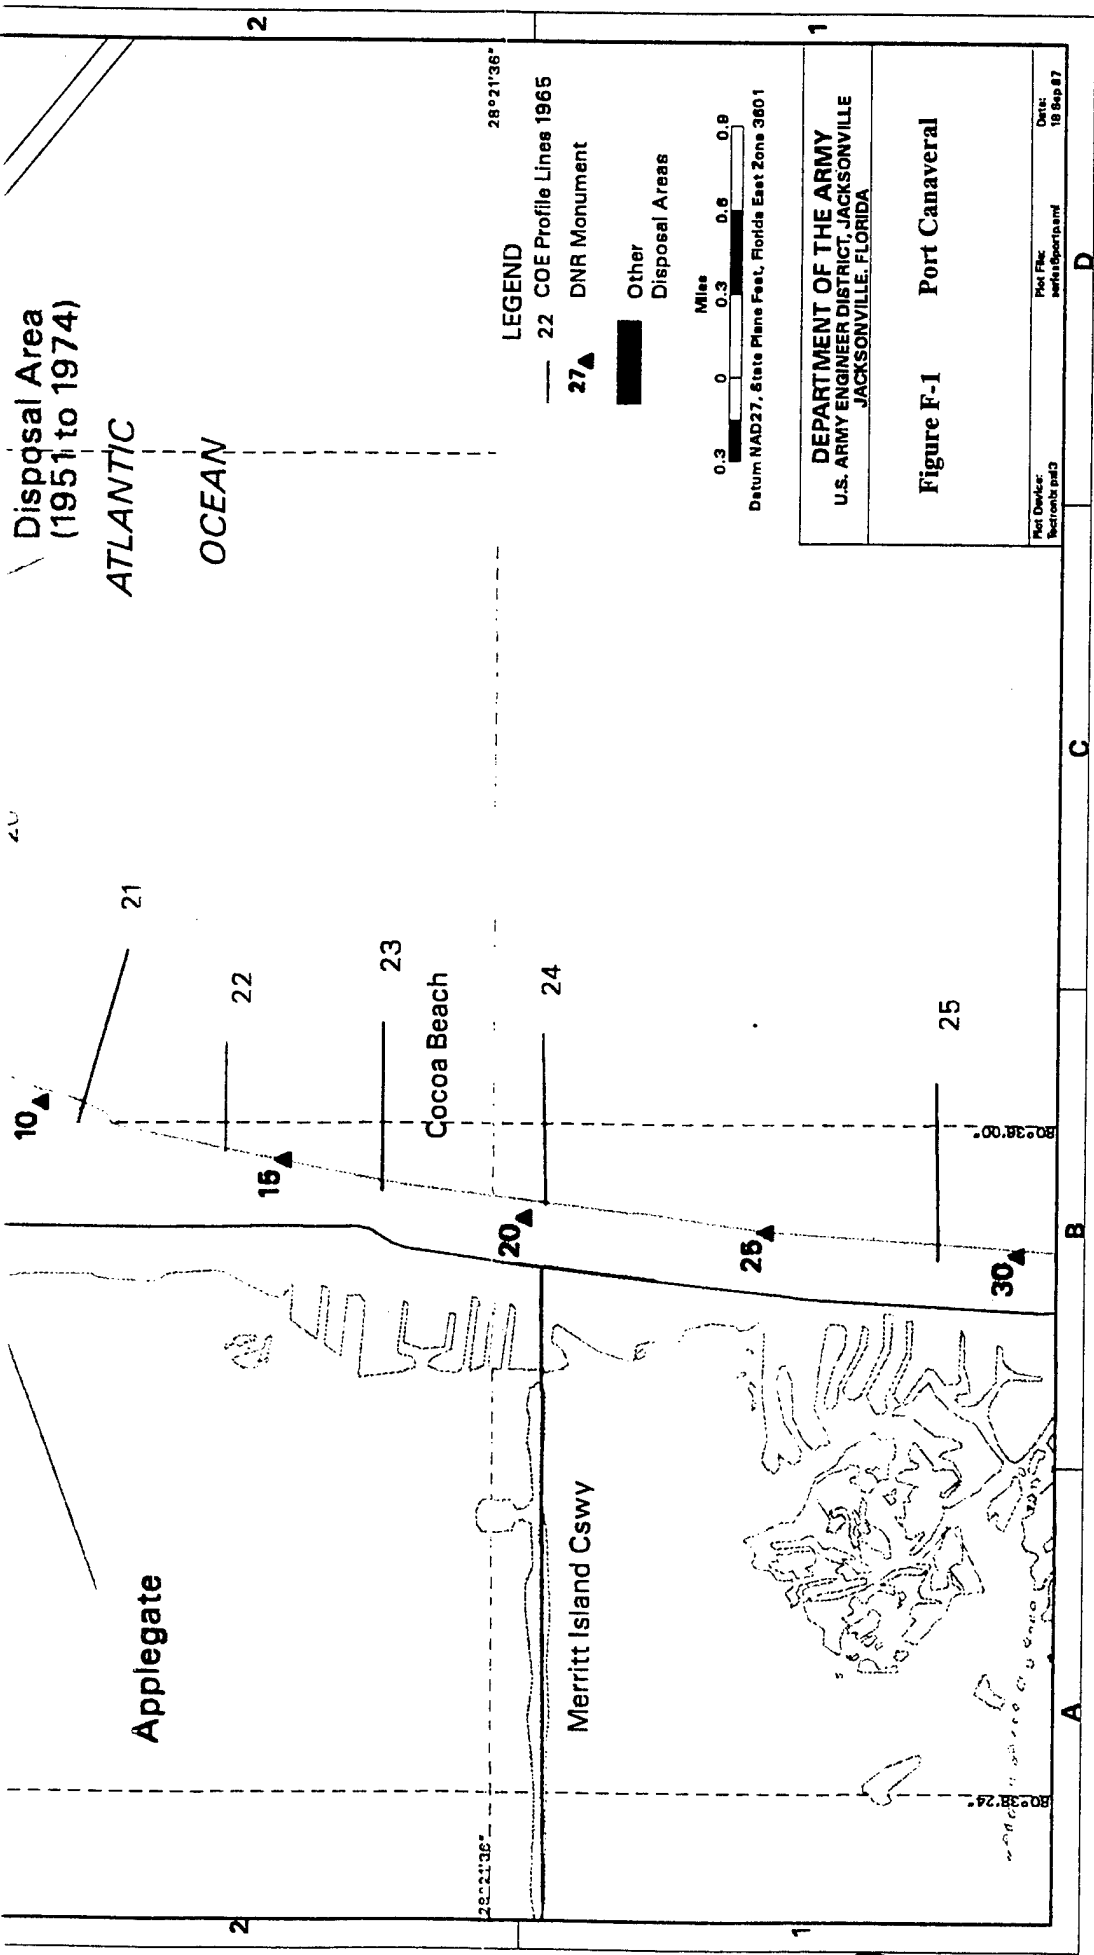 Disposal Area
(1951 to 1974)
ATLANTIC
OCEAN
28°21'36"
LEGEND
22 COE Profile Lines 1965
27 DNR Monument
Other
Disposal Areas
Miles
0.3 0 0.3 0.6 0.9
Datum NAD27, State Plane Feet, Florida East Zone 3601
DEPARTMENT OF THE ARMY
U.S. ARMY ENGINEER DISTRICT, JACKSONVILLE
JACKSONVILLE, FLORIDA
Figure F-1 Port Canaveral
Plot Device:
Plot File:
Date:
18 Sep 87
21
22
23
24
25
10
15
20
25
30
Cocoa Beach
Applegate
Merritt Island Cswy
28°21'36"
80°38'24"
80°38'00"
2
1
2
1
A
B
C
D